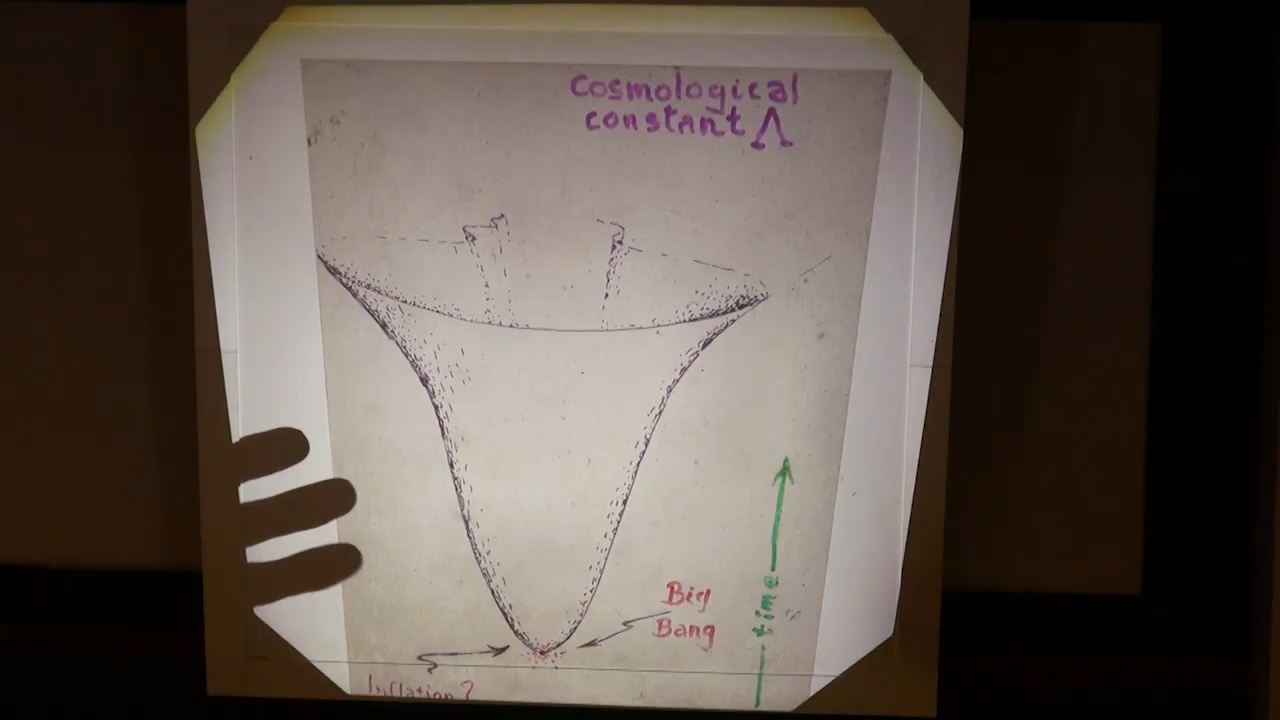 Cosmological
constant Λ
Big
Bang
time
Inflation?